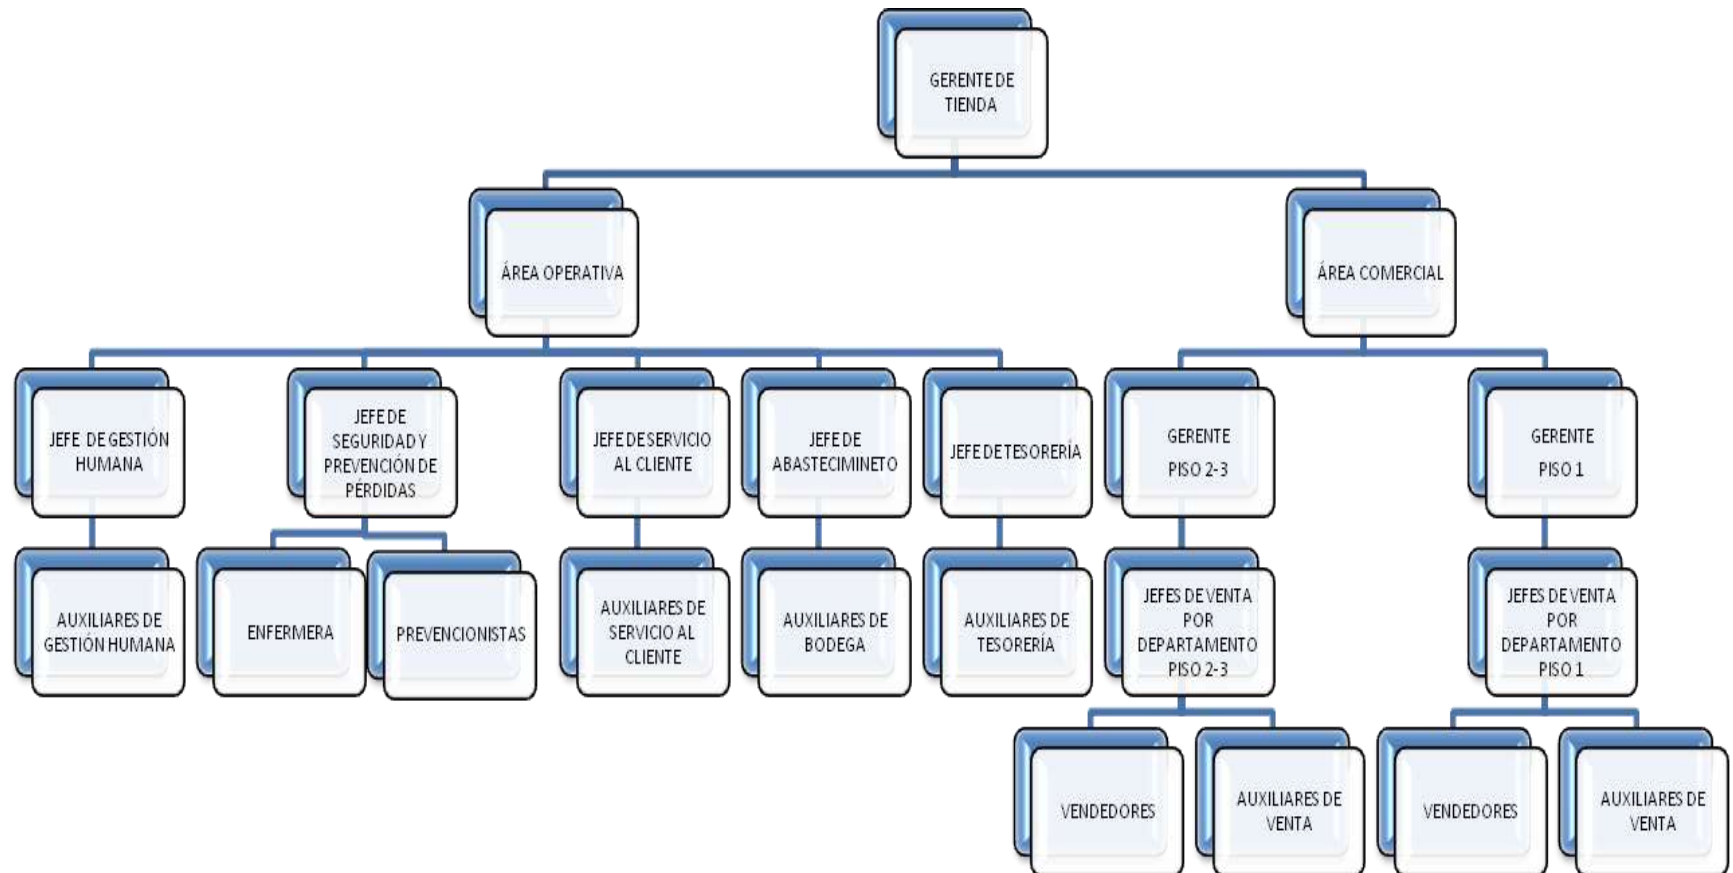 GERENTE DE
TIENDA
ÁREA OPERATIVA
ÁREA COMERCIAL
JEFE DE GESTIÓN
HUMANA
JEFE DE
SEGURIDAD Y
PREVENCIÓN DE
PÉRDIDAS
JEFE DE SERVICIO
AL CLIENTE
JEFE DE
ABASTECIMINETO
JEFE DE TESORERÍA
GERENTE
PISO 2-3
GERENTE
PISO 1
AUXILIARES DE
GESTIÓN HUMANA
ENFERMERA
PREVENCIONISTAS
AUXILIARES DE
SERVICIO AL
CLIENTE
AUXILIARES DE
BODEGA
AUXILIARES DE
TESORERÍA
JEFES DE VENTA
POR
DEPARTAMENTO
PISO 2-3
JEFES DE VENTA
POR
DEPARTAMENTO
PISO 1
VENDEDORES
AUXILIARES DE
VENTA
VENDEDORES
AUXILIARES DE
VENTA